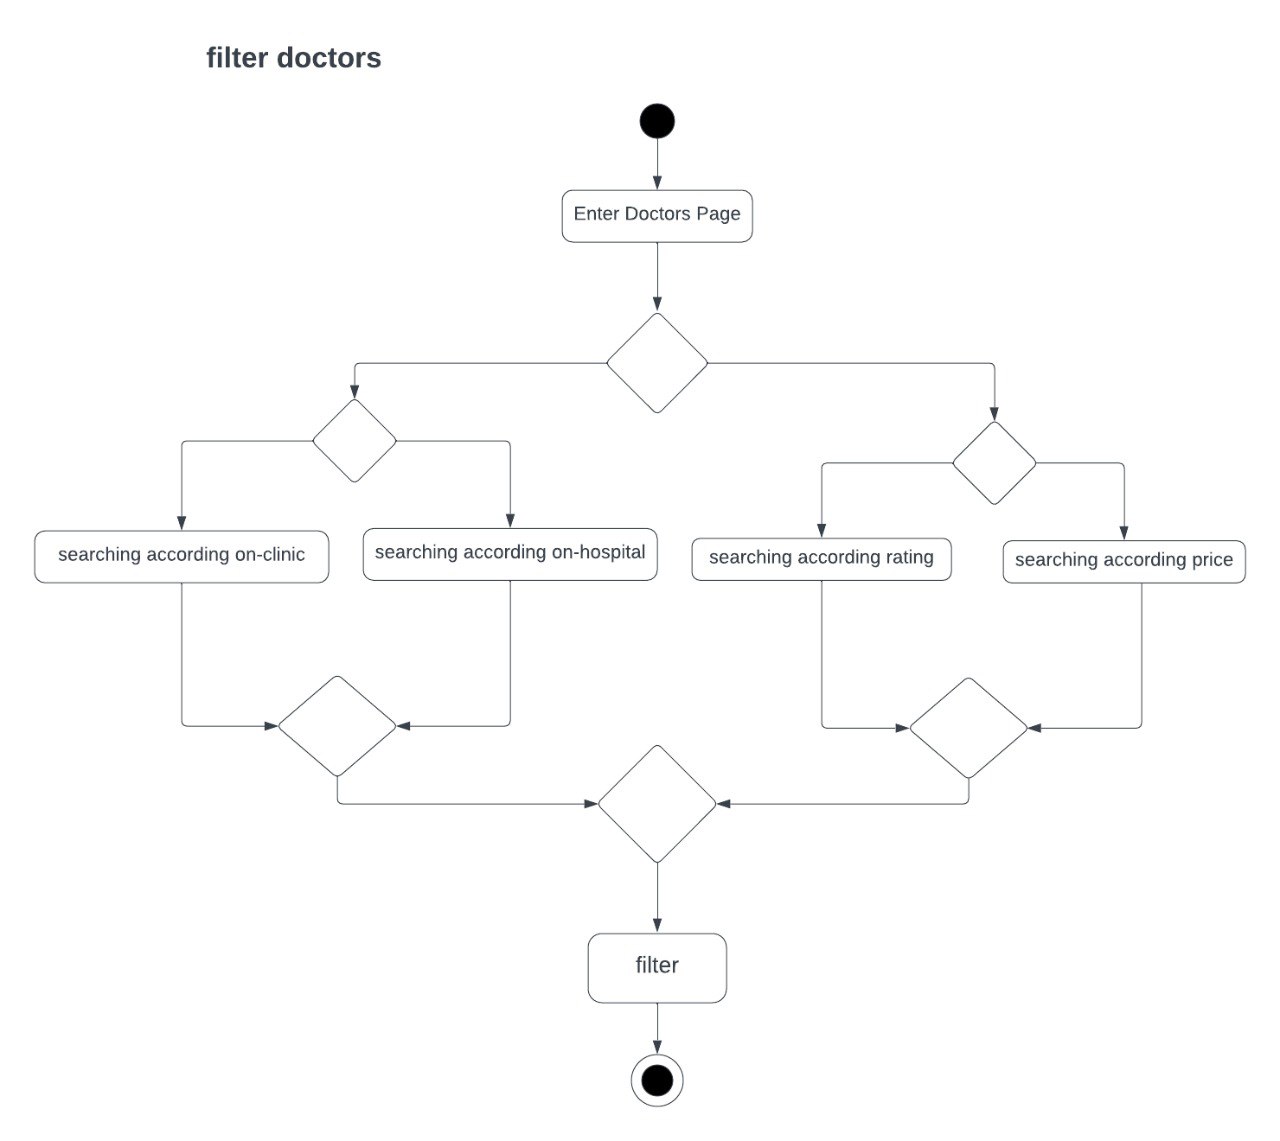 filter doctors
Enter Doctors Page
searching according on-clinic
searching according on-hospital
searching according rating
searching according price
filter